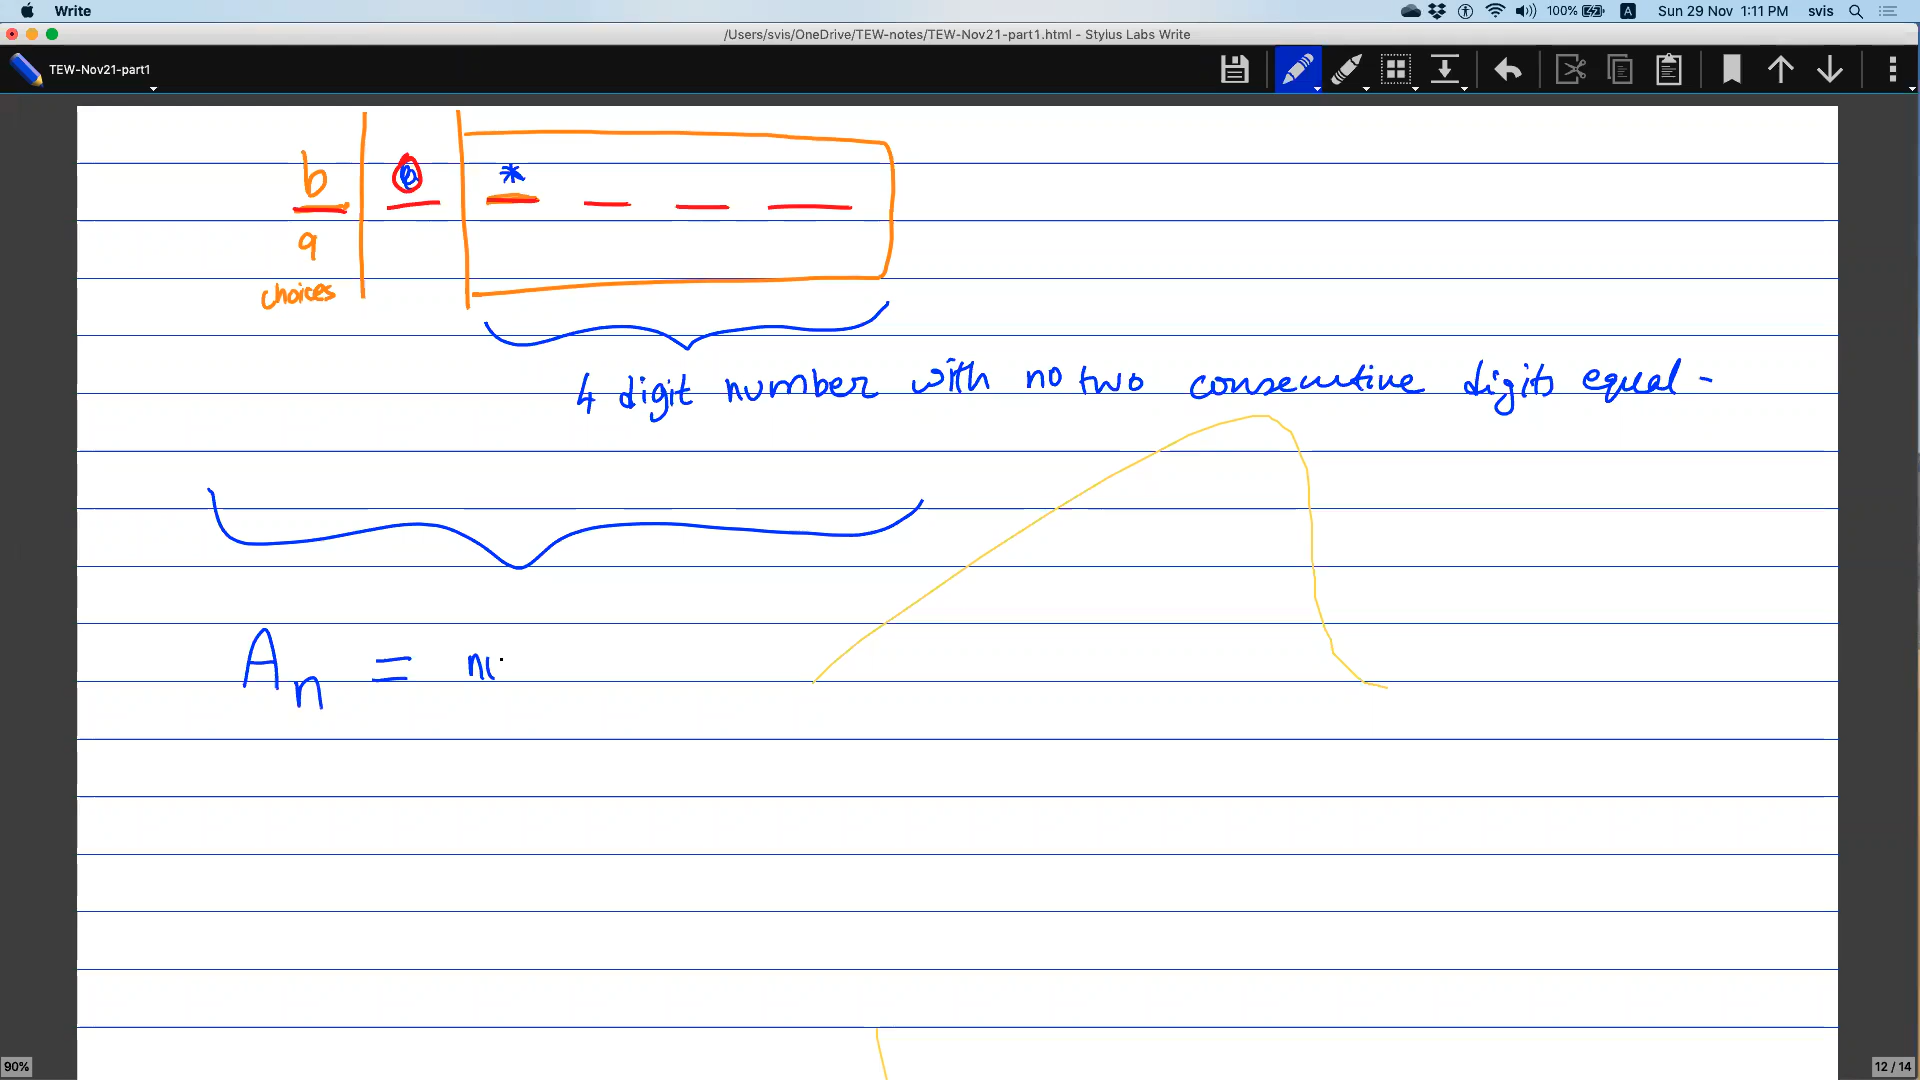 Write
100%
A
Sun 29 Nov 1:11 PM
svis
/Users/svis/OneDrive/TEW-notes/TEW-Nov21-part1.html - Stylus Labs Write
TEW-Nov21-part1
b *
9
choices
4 digit number with no two consecutive digits equal -
An =
90%
12 / 14